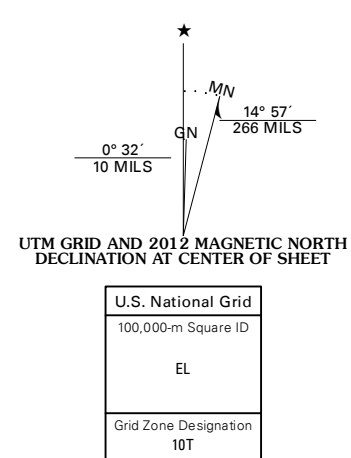 ★
MN
14° 57´
266 MILS
GN
0° 32´
10 MILS
UTM GRID AND 2012 MAGNETIC NORTH
DECLINATION AT CENTER OF SHEET
U.S. National Grid
100,000-m Square ID
EL
Grid Zone Designation
10T